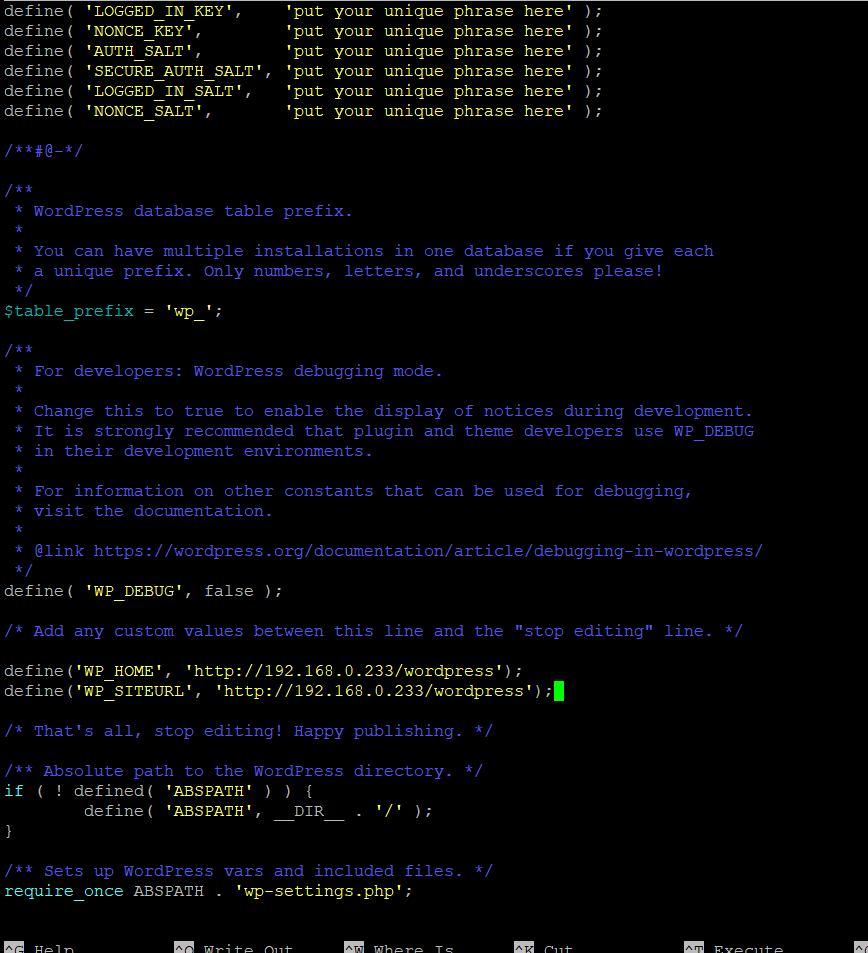 define( 'LOGGED_IN_KEY',    'put your unique phrase here' );
define( 'NONCE_KEY',        'put your unique phrase here' );
define( 'AUTH_SALT',        'put your unique phrase here' );
define( 'SECURE_AUTH_SALT', 'put your unique phrase here' );
define( 'LOGGED_IN_SALT',   'put your unique phrase here' );
define( 'NONCE_SALT',       'put your unique phrase here' );

/**#@-*/

/**
 * WordPress database table prefix.
 *
 * You can have multiple installations in one database if you give each
 * a unique prefix. Only numbers, letters, and underscores please!
 */
$table_prefix = 'wp_';

/**
 * For developers: WordPress debugging mode.
 *
 * Change this to true to enable the display of notices during development.
 * It is strongly recommended that plugin and theme developers use WP_DEBUG
 * in their development environments.
 *
 * For information on other constants that can be used for debugging,
 * visit the documentation.
 *
 * @link https://wordpress.org/documentation/article/debugging-in-wordpress/
 */
define( 'WP_DEBUG', false );

/* Add any custom values between this line and the "stop editing" line. */

define('WP_HOME', 'http://192.168.0.233/wordpress');
define('WP_SITEURL', 'http://192.168.0.233/wordpress');

/* That's all, stop editing! Happy publishing. */

/** Absolute path to the WordPress directory. */
if ( ! defined( 'ABSPATH' ) ) {
        define( 'ABSPATH', __DIR__ . '/' );
}

/** Sets up WordPress vars and included files. */
require_once ABSPATH . 'wp-settings.php';

^G Help          ^O Write Out     ^W Where Is      ^K Cut           ^T Execute